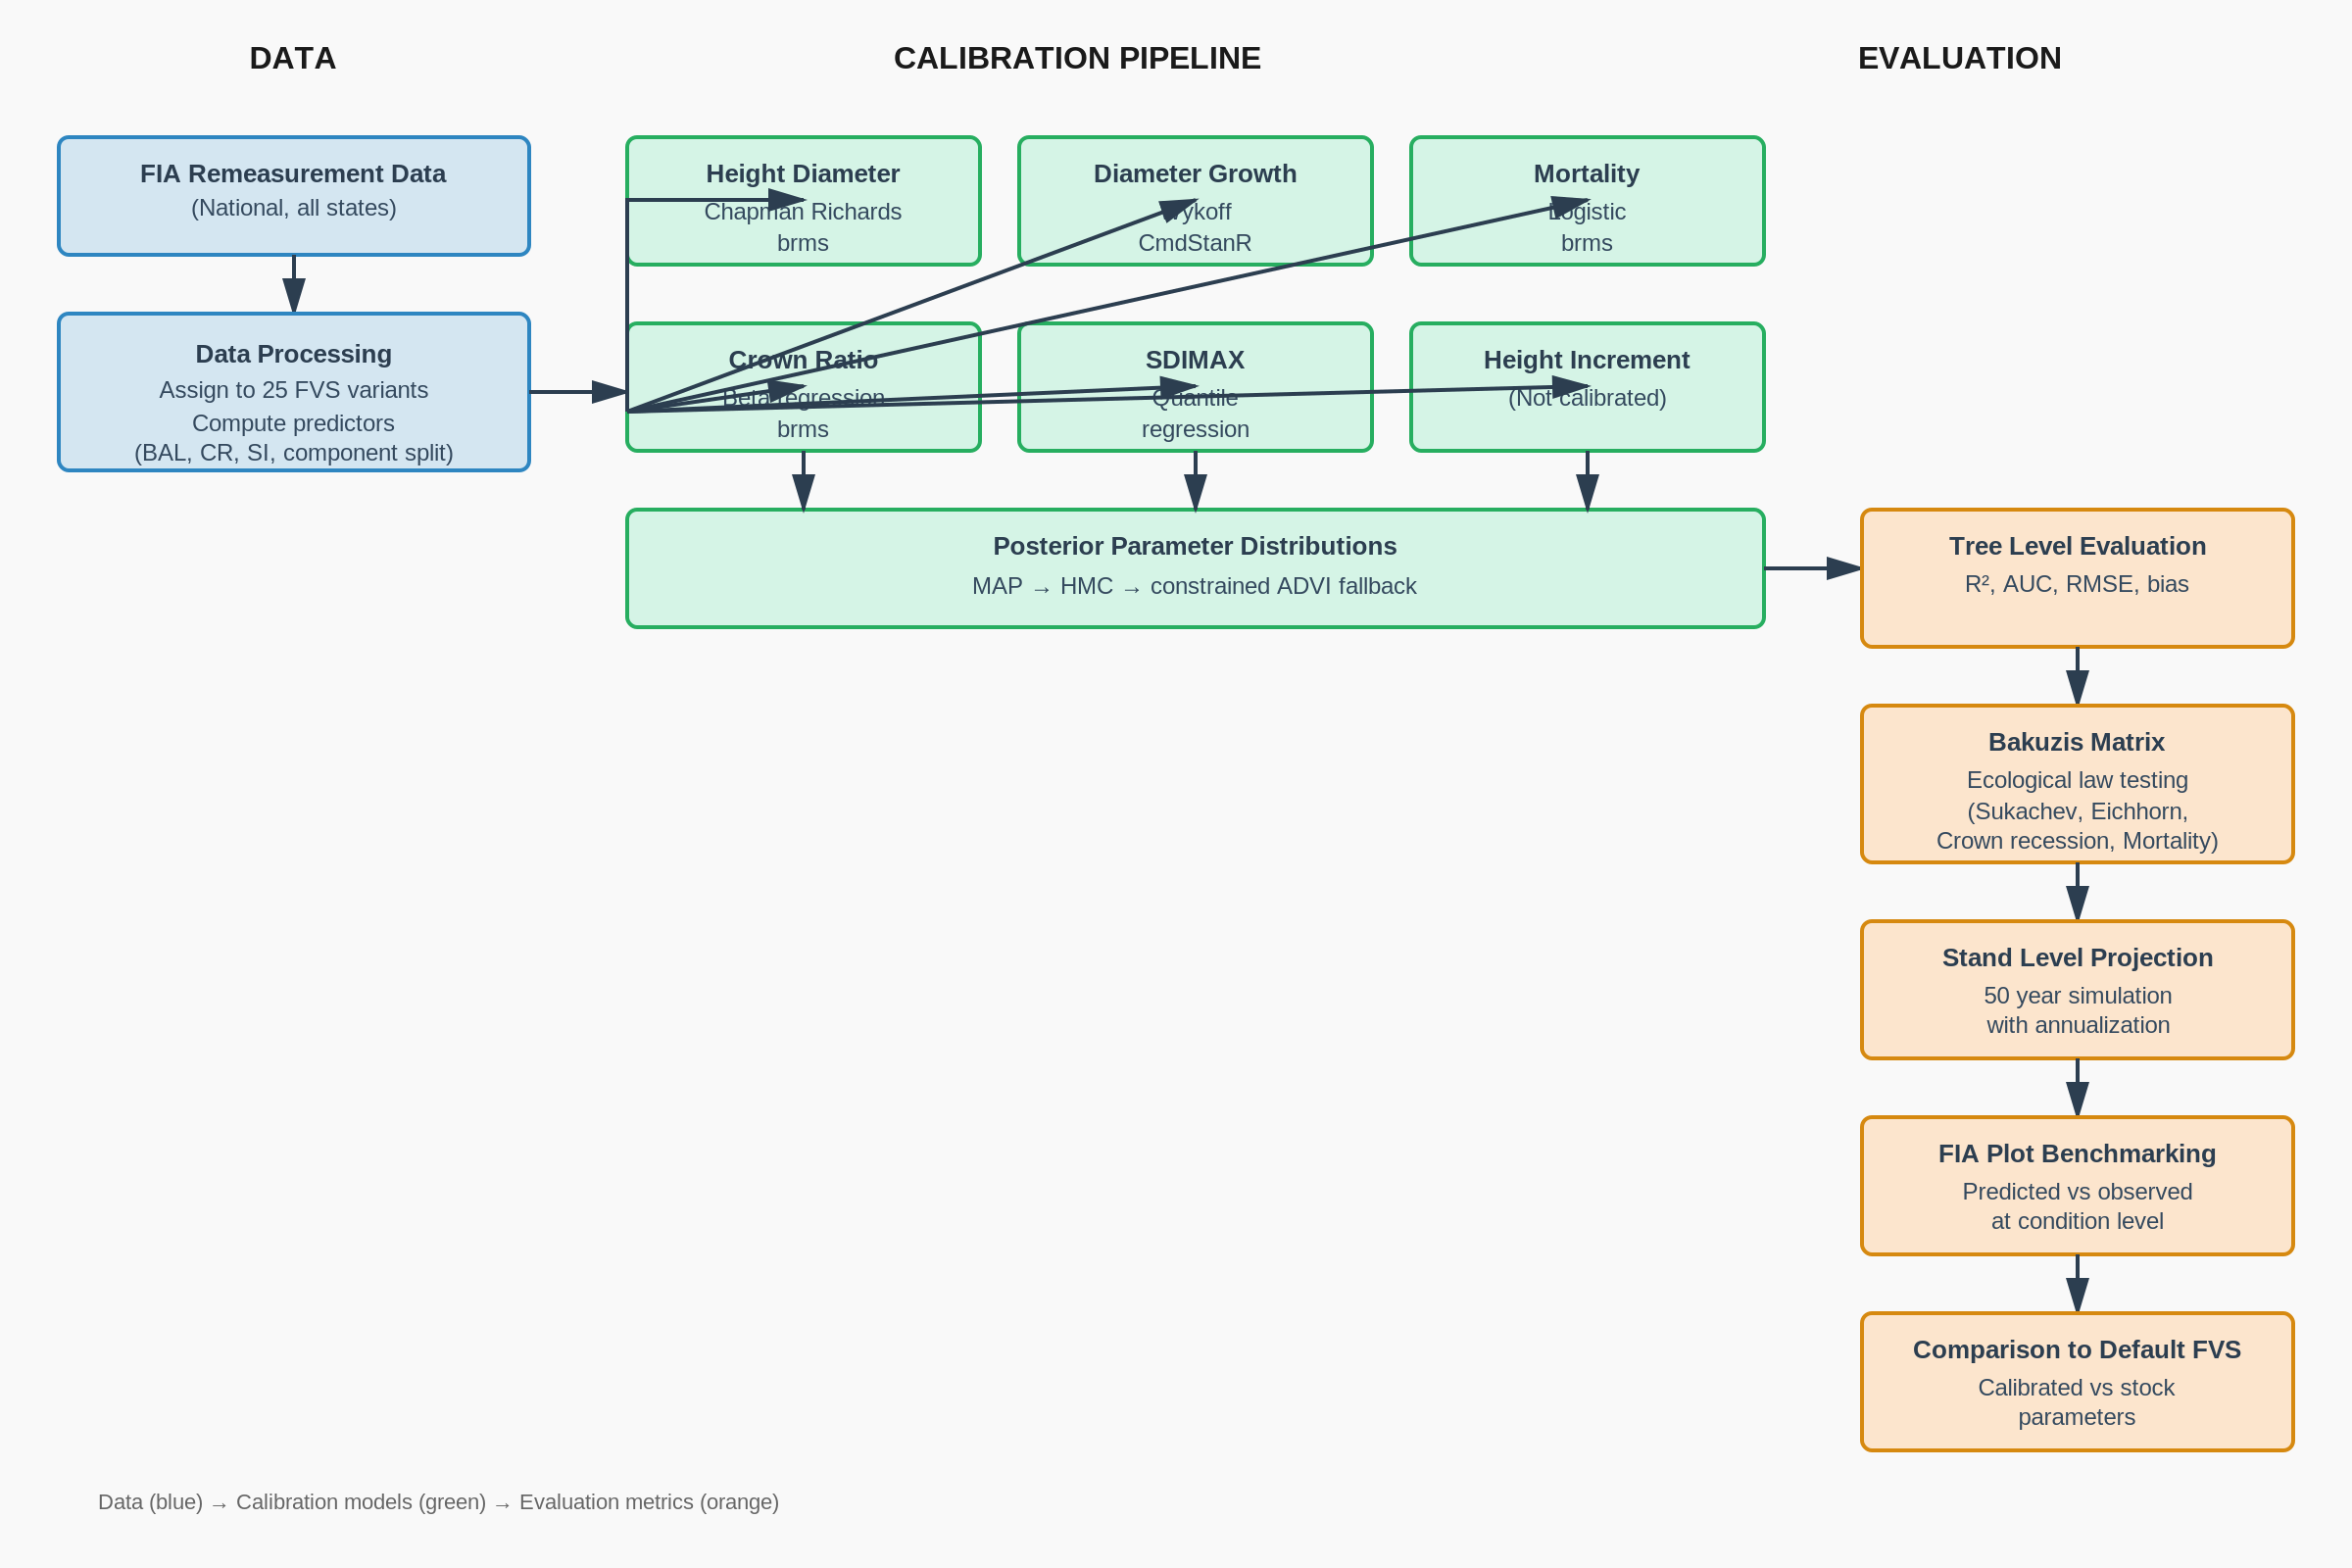 DATA
CALIBRATION PIPELINE
EVALUATION
FIA Remeasurement Data
(National, all states)
Data Processing
Assign to 25 FVS variants
Compute predictors
(BAL, CR, SI, component split)
Height Diameter
Chapman Richards
brms
Diameter Growth
Wykoff
CmdStanR
Mortality
Logistic
brms
Crown Ratio
Beta regression
brms
SDIMAX
Quantile
regression
Height Increment
(Not calibrated)
Posterior Parameter Distributions
MAP → HMC → constrained ADVI fallback
Tree Level Evaluation
R², AUC, RMSE, bias
Bakuzis Matrix
Ecological law testing
(Sukachev, Eichhorn,
Crown recession, Mortality)
Stand Level Projection
50 year simulation
with annualization
FIA Plot Benchmarking
Predicted vs observed
at condition level
Comparison to Default FVS
Calibrated vs stock
parameters
Data (blue) → Calibration models (green) → Evaluation metrics (orange)